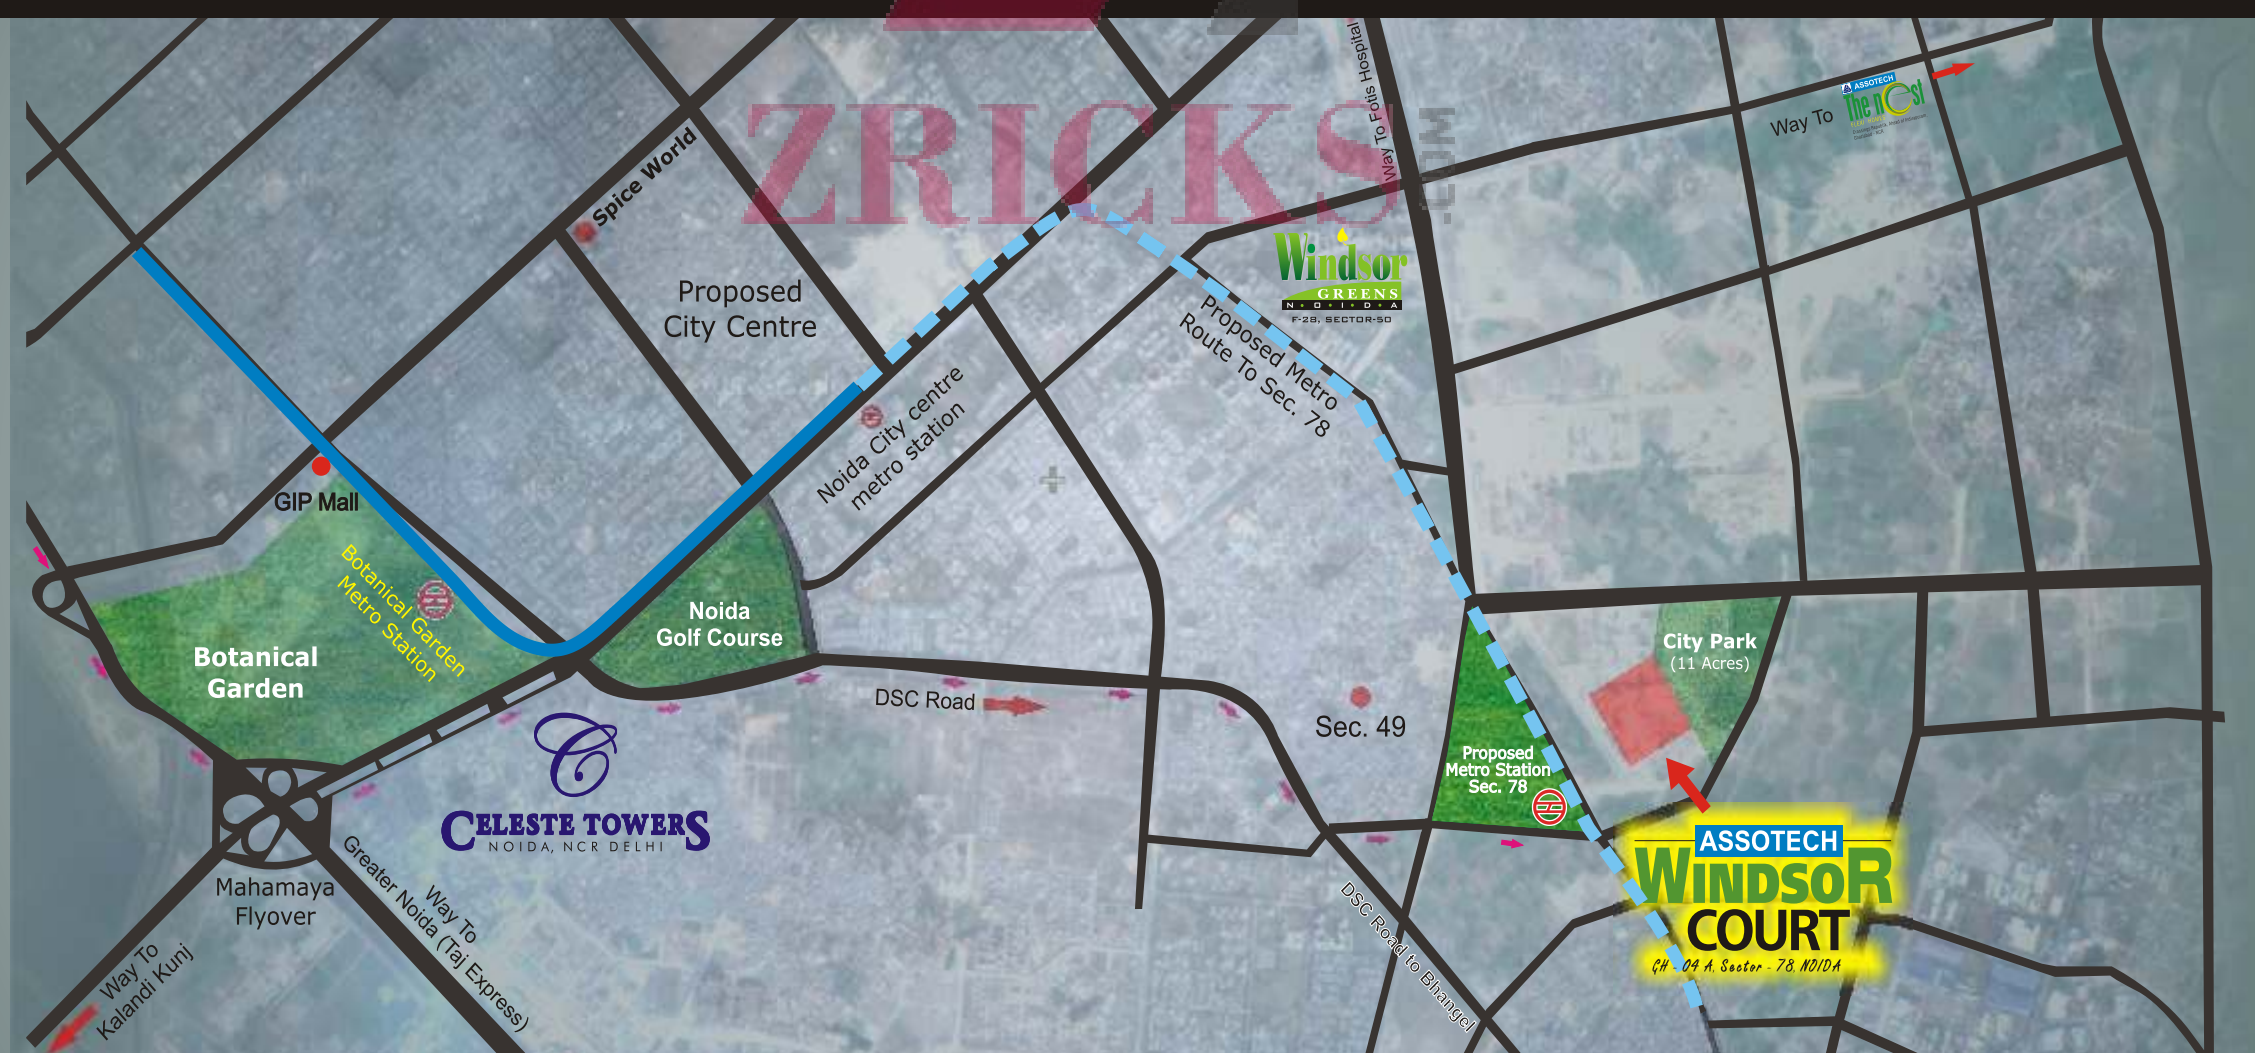 ZRICKS
.COM
Way To Fotis Hospital
Way To
ASSOTECH
The nest
Spice World
Proposed
City Centre
Windsor
GREENS
N•O•I•D•A
F-28, SECTOR-50
Proposed Metro
Route To Sec. 78
Noida City centre
metro station
GIP Mall
Botanical Garden
Metro Station
Noida
Golf Course
Botanical
Garden
City Park
(11 Acres)
DSC Road
Sec. 49
Proposed
Metro Station
Sec. 78
CELESTE TOWERS
NOIDA, NCR DELHI
Mahamaya
Flyover
Way To
Greater Noida (Taj Express)
Way To
Kalandi Kunj
DSC Road to Bhangel
ASSOTECH
WINDSOR
COURT
GH - 04 A, Sector - 78, NOIDA